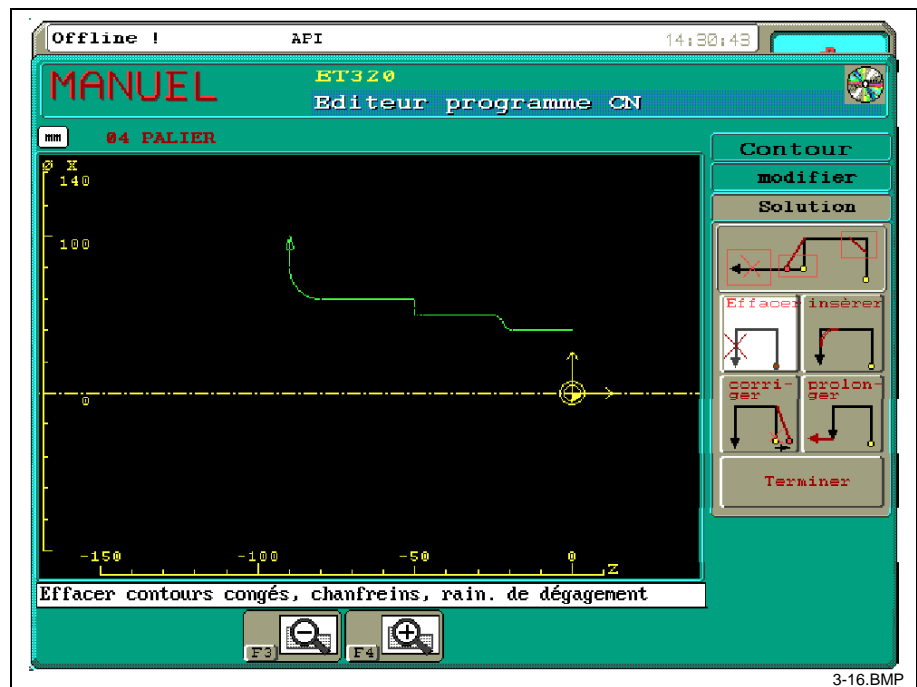 Offline !
API
14:30:43
MANUEL
ET320
Editeur programme CN
mm
04 PALIER
Ø X
140
100
0
-150
-100
-50
0
Z
Contour
modifier
Solution
Effacer
insèrer
corri-
ger
prolon-
ger
Terminer
Effacer contours congés, chanfreins, rain. de dégagement
F3
F4
3-16.BMP